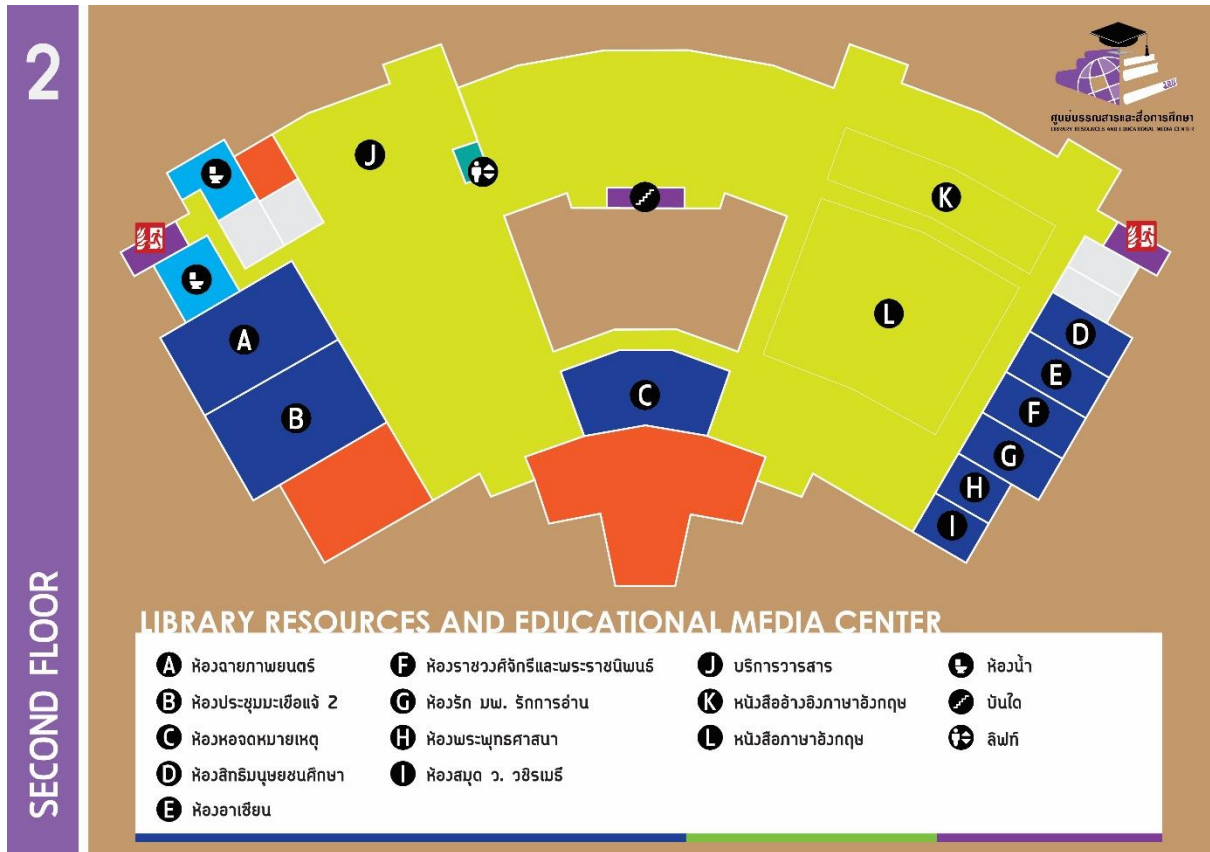 2
SECOND FLOOR
ศูนย์บรรณสารและสื่อการศึกษา
LIBRARY RESOURCES AND EDUCATIONAL MEDIA CENTER
J
K
L
A
B
C
D
E
F
G
H
I
LIBRARY RESOURCES AND EDUCATIONAL MEDIA CENTER
A ห้องฉายภาพยนตร์
B ห้องประชุมมะเขือแจ้ 2
C ห้องหอจดหมายเหตุ
D ห้องสิทธิมนุษยชนศึกษา
E ห้องอาเซียน
F ห้องราชวงศ์จักรีและพระราชนิพนธ์
G ห้องรัก มพ. รักการอ่าน
H ห้องพระพุทธศาสนา
I ห้องสมุด ว. วชิรเมธี
J บริการวารสาร
K หนังสืออ้างอิงภาษาอังกฤษ
L หนังสือภาษาอังกฤษ
ห้องน้ำ
บันได
ลิฟท์